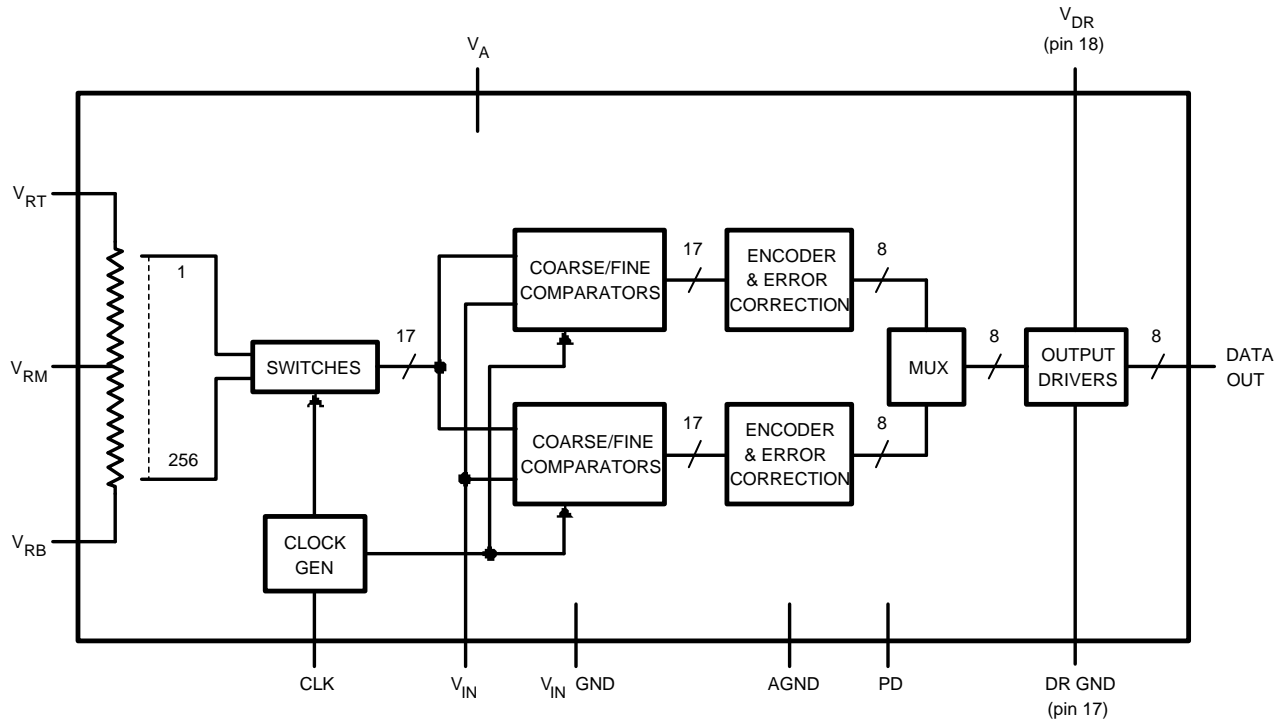 V_A
V_DR
(pin 18)
V_RT
V_RM
V_RB
1
256
SWITCHES
17
CLOCK
GEN
COARSE/FINE
COMPARATORS
17
ENCODER
& ERROR
CORRECTION
8
COARSE/FINE
COMPARATORS
17
ENCODER
& ERROR
CORRECTION
8
MUX
8
OUTPUT
DRIVERS
8
DATA
OUT
CLK
V_IN
V_IN GND
AGND
PD
DR GND
(pin 17)